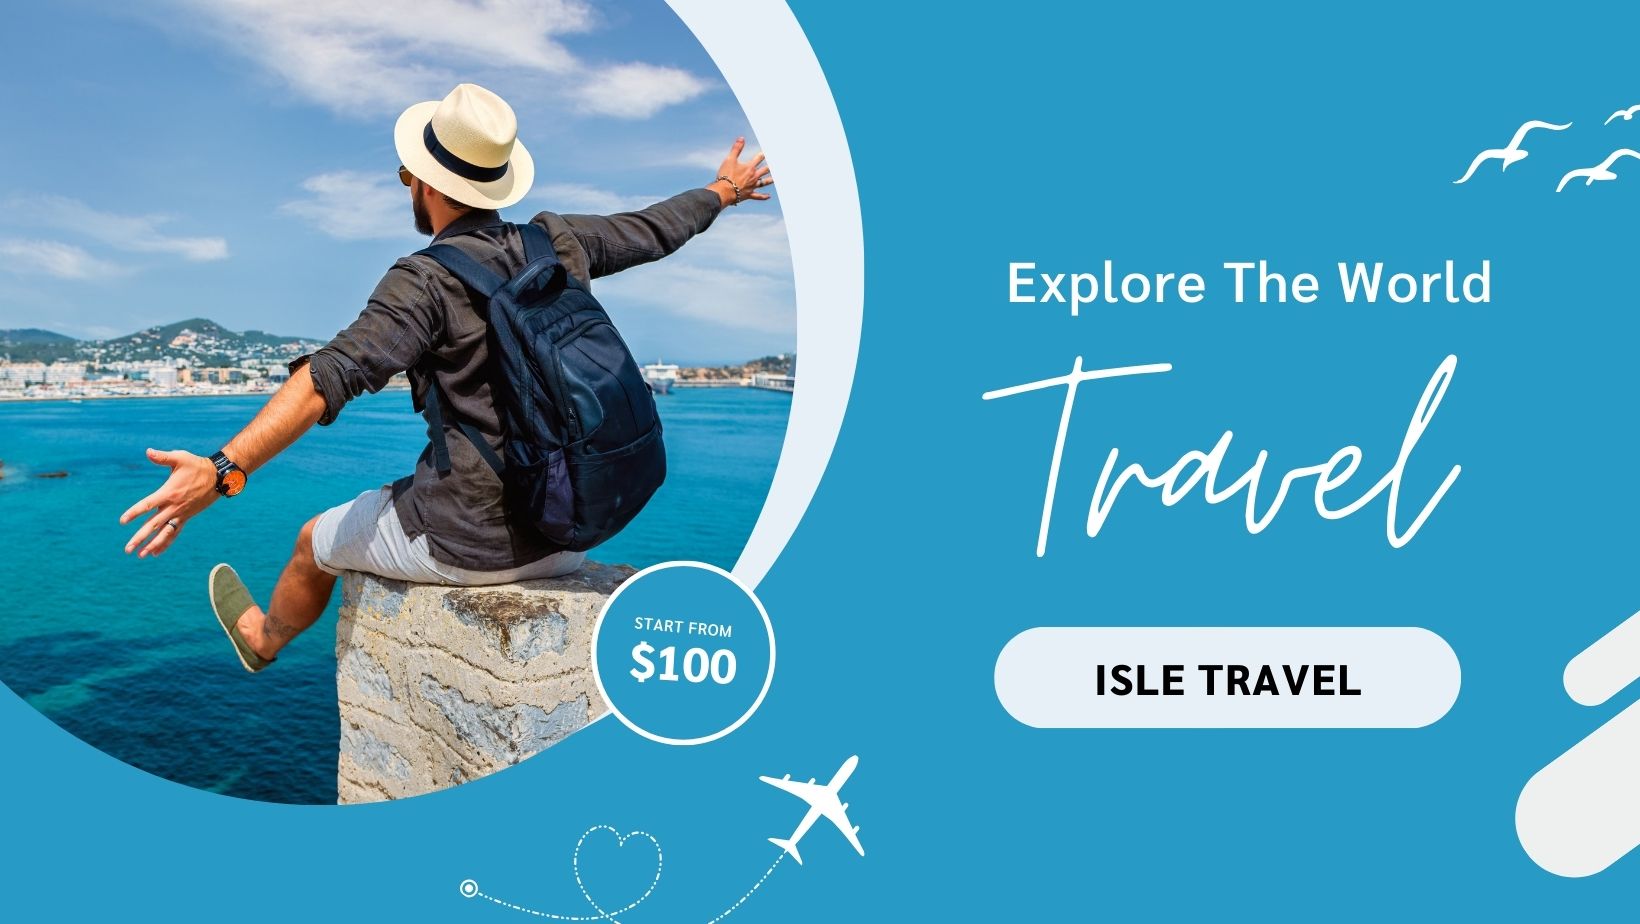 Explore The World
Travel
ISLE TRAVEL
START FROM
$100